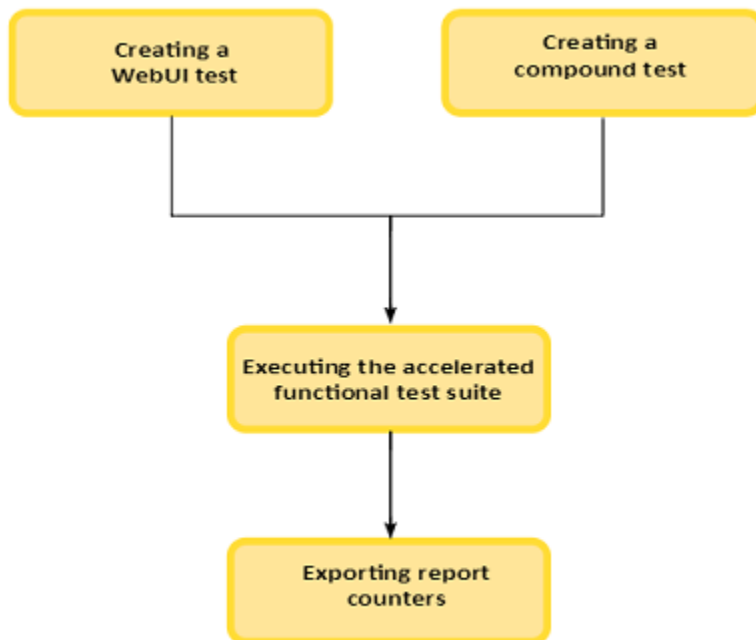 Creating a
WebUI test
Creating a
compound test
Executing the accelerated
functional test suite
Exporting report
counters